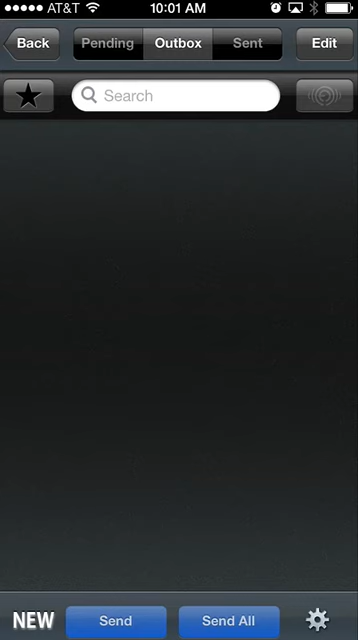 AT&T 10:01 AM
Back Pending Outbox Sent Edit
Search
NEW Send Send All